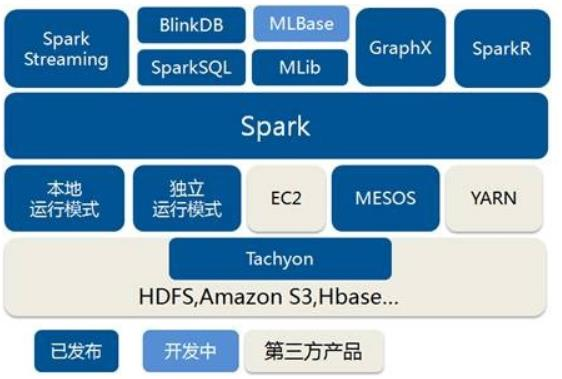 Spark
Streaming
BlinkDB
MLBase
GraphX
SparkR
SparkSQL
MLib
Spark
本地
运行模式
独立
运行模式
EC2
MESOS
YARN
Tachyon
HDFS,Amazon S3,Hbase...
已发布
开发中
第三方产品